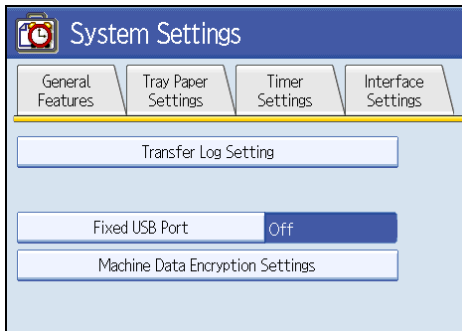 System Settings
General Features
Tray Paper Settings
Timer Settings
Interface Settings
Transfer Log Setting
Fixed USB Port Off
Machine Data Encryption Settings